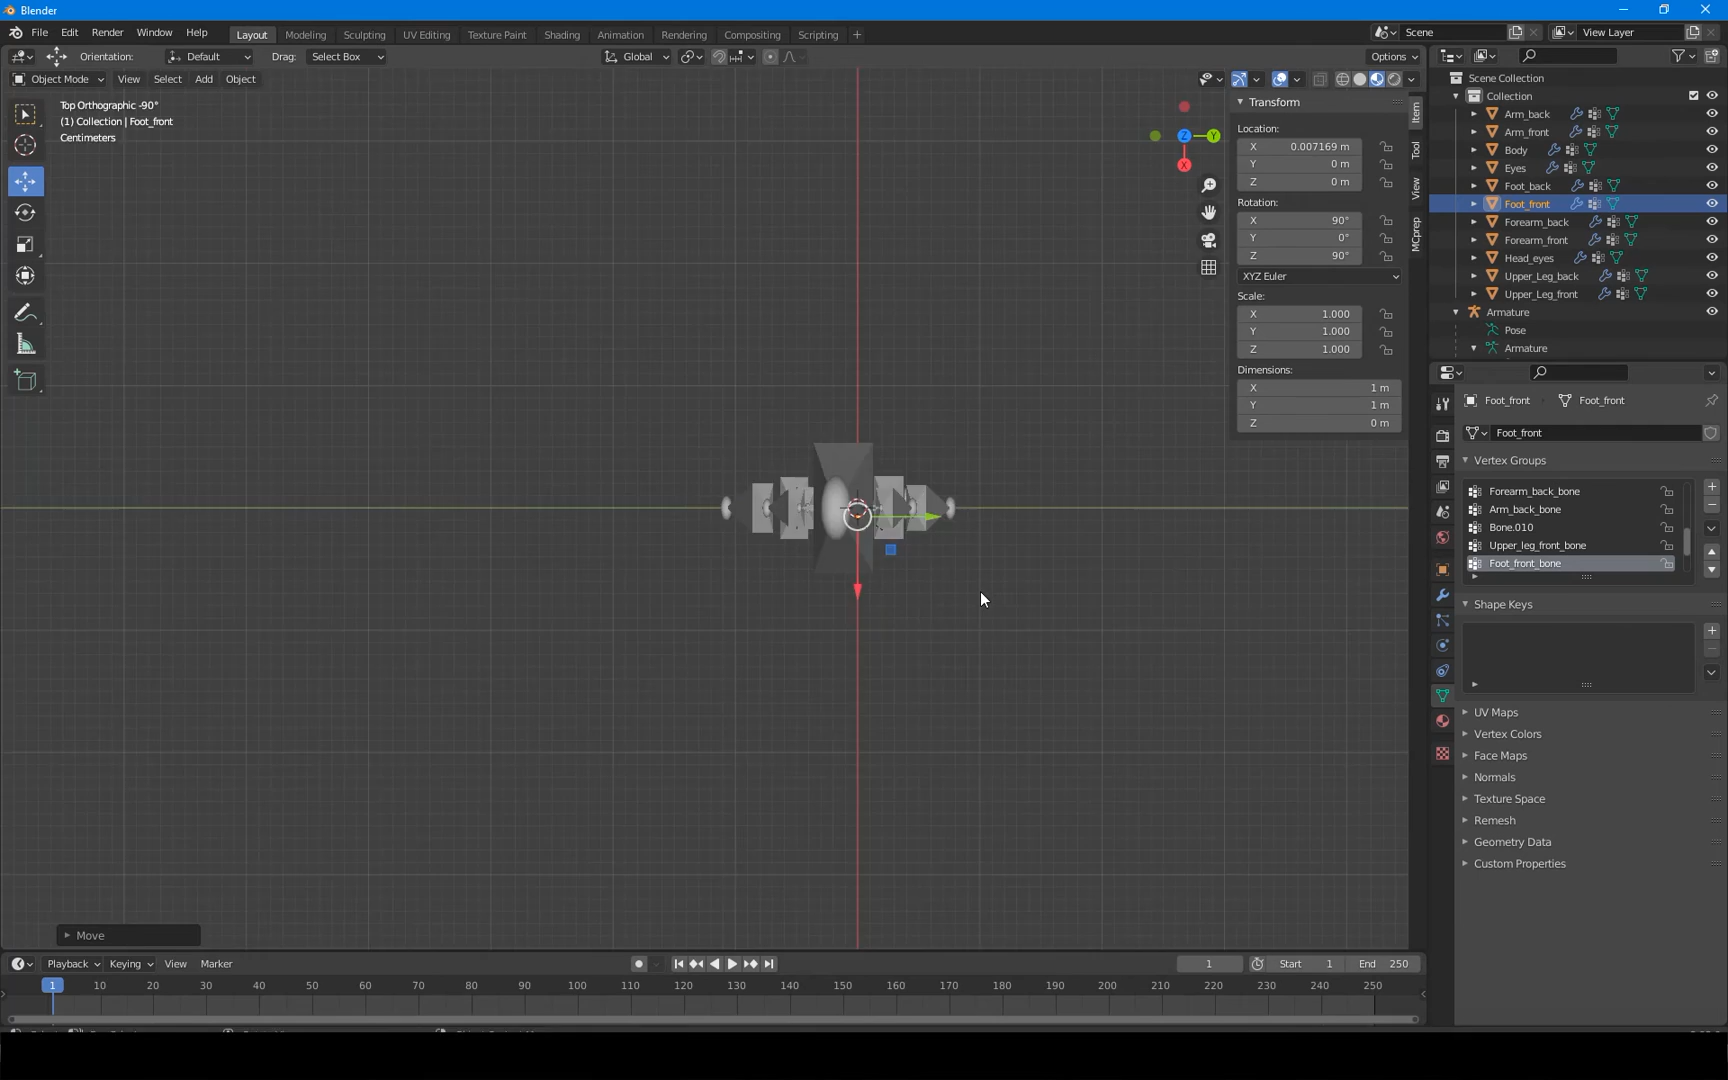 Blender
File Edit Render Window Help
Layout Modeling Sculpting UV Editing Texture Paint Shading Animation Rendering Compositing Scripting +
Scene View Layer
Orientation: Default Drag: Select Box Global Options
Object Mode View Select Add Object
Top Orthographic -90°
(1) Collection | Foot_front
Centimeters
Transform
Location:
X 0.007169 m
Y 0 m
Z 0 m
Rotation:
X 90°
Y 0°
Z 90°
XYZ Euler
Scale:
X 1.000
Y 1.000
Z 1.000
Dimensions:
X 1 m
Y 1 m
Z 0 m
Item
Tool
View
MCprep
Z Y
X
Scene Collection
Collection
Arm_back
Arm_front
Body
Eyes
Foot_back
Foot_front
Forearm_back
Forearm_front
Head_eyes
Upper_Leg_back
Upper_Leg_front
Armature
Pose
Armature
Foot_front Foot_front
Foot_front
Vertex Groups
Forearm_back_bone
Arm_back_bone
Bone.010
Upper_leg_front_bone
Foot_front_bone
Shape Keys
UV Maps
Vertex Colors
Face Maps
Normals
Texture Space
Remesh
Geometry Data
Custom Properties
Move
Playback Keying View Marker 1 Start 1 End 250
1 10 20 30 40 50 60 70 80 90 100 110 120 130 140 150 160 170 180 190 200 210 220 230 240 250